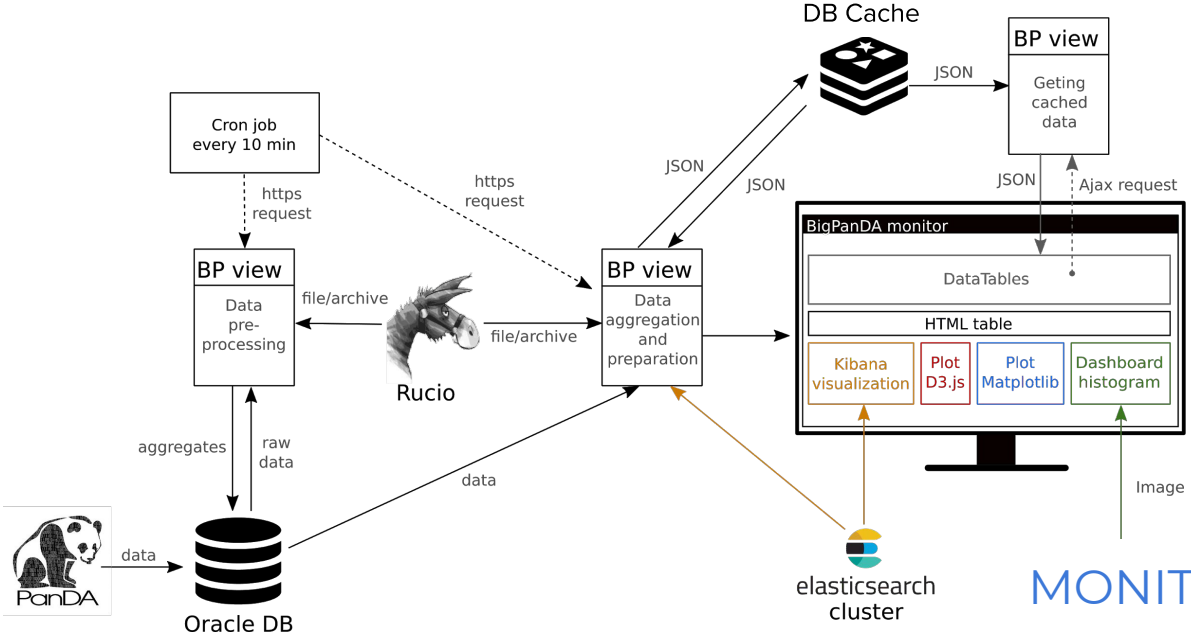 DB Cache
BP view
Geting
cached
data
JSON
Cron job
every 10 min
https
request
https
request
JSON
JSON
JSON
Ajax request
BP view
Data
pre-
processing
file/archive
Rucio
file/archive
BP view
Data
aggregation
and
preparation
BigPanDA monitor
DataTables
HTML table
Kibana
visualization
Plot
D3.js
Plot
Matplotlib
Dashboard
histogram
aggregates
raw
data
data
Image
PanDA
data
Oracle DB
elasticsearch
cluster
MONIT